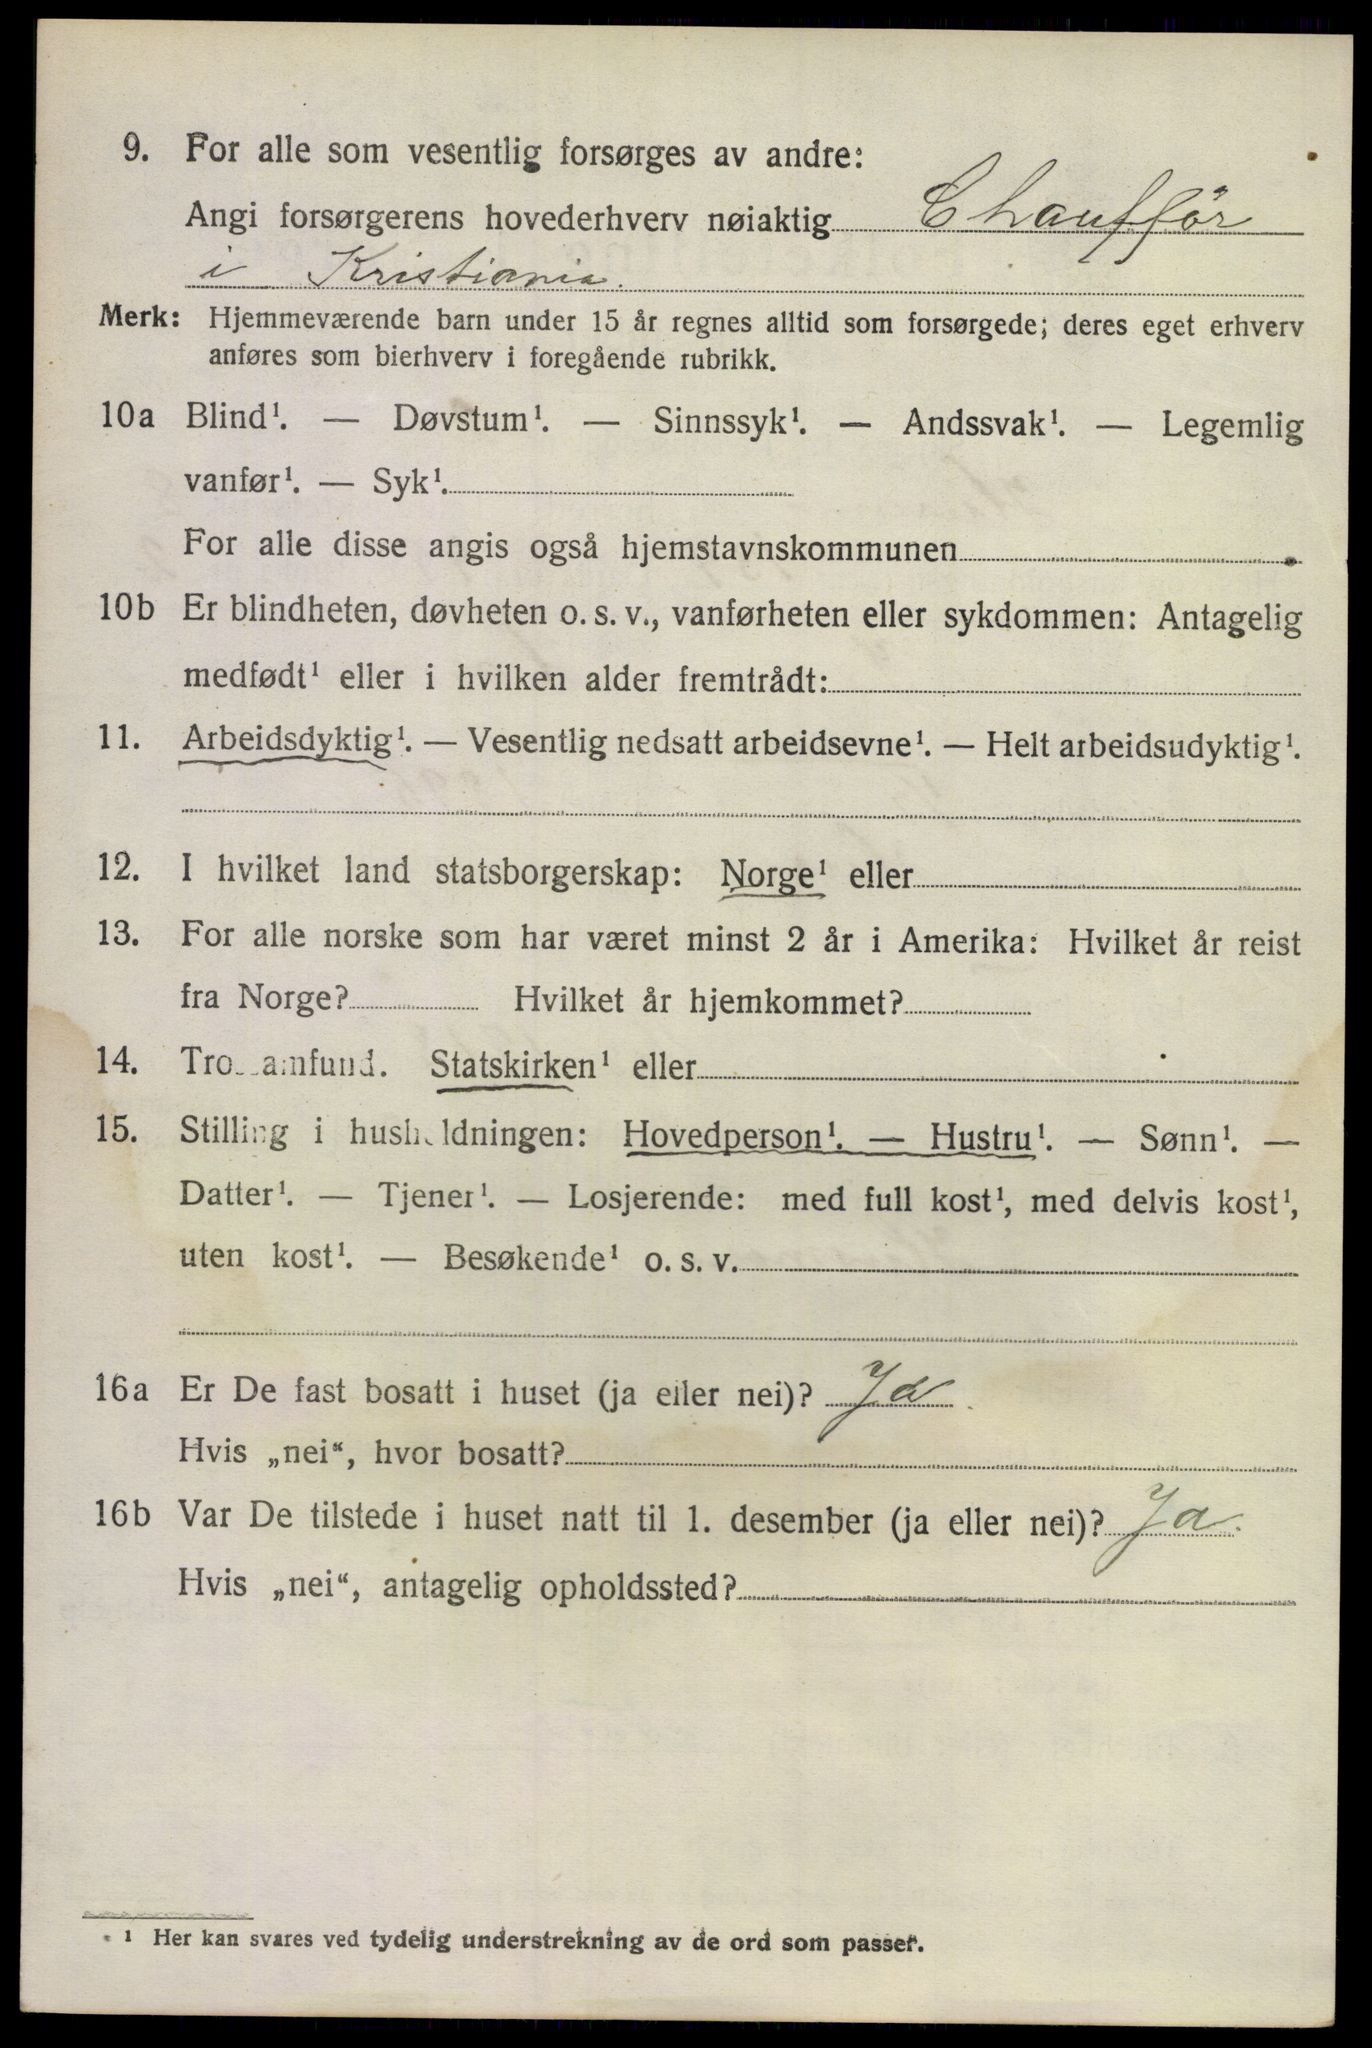 9. For alle som vesentlig forsørges av andre:
Angi forsørgerens hovederhverv nøiaktig Chauffør
i Kristiania.
Merk: Hjemmeværende barn under 15 år regnes alltid som forsørgede; deres eget erhverv
anføres som bierhverv i foregående rubrikk.
10a Blind¹. — Døvstum¹. — Sinnssyk¹. — Andssvak¹. — Legemlig
vanfør¹. — Syk¹.
For alle disse angis også hjemstavnskommunen
10b Er blindheten, døvheten o. s. v., vanførheten eller sykdommen: Antagelig
medfødt¹ eller i hvilken alder fremtrådt:
11. Arbeidsdyktig¹. — Vesentlig nedsatt arbeidsevne¹. — Helt arbeidsudyktig¹.
12. I hvilket land statsborgerskap: Norge¹ eller
13. For alle norske som har været minst 2 år i Amerika: Hvilket år reist
fra Norge? Hvilket år hjemkommet?
14. Trossamfund. Statskirken¹ eller
15. Stilling i husholdningen: Hovedperson¹. — Hustru¹. — Sønn¹. —
Datter¹. — Tjener¹. — Losjerende: med full kost¹, med delvis kost¹,
uten kost¹. — Besøkende¹ o. s. v.
16a Er De fast bosatt i huset (ja eller nei)? Ja
Hvis „nei“, hvor bosatt?
16b Var De tilstede i huset natt til 1. desember (ja eller nei)? Ja.
Hvis „nei“, antagelig opholdssted?
¹ Her kan svares ved tydelig understrekning av de ord som passer.